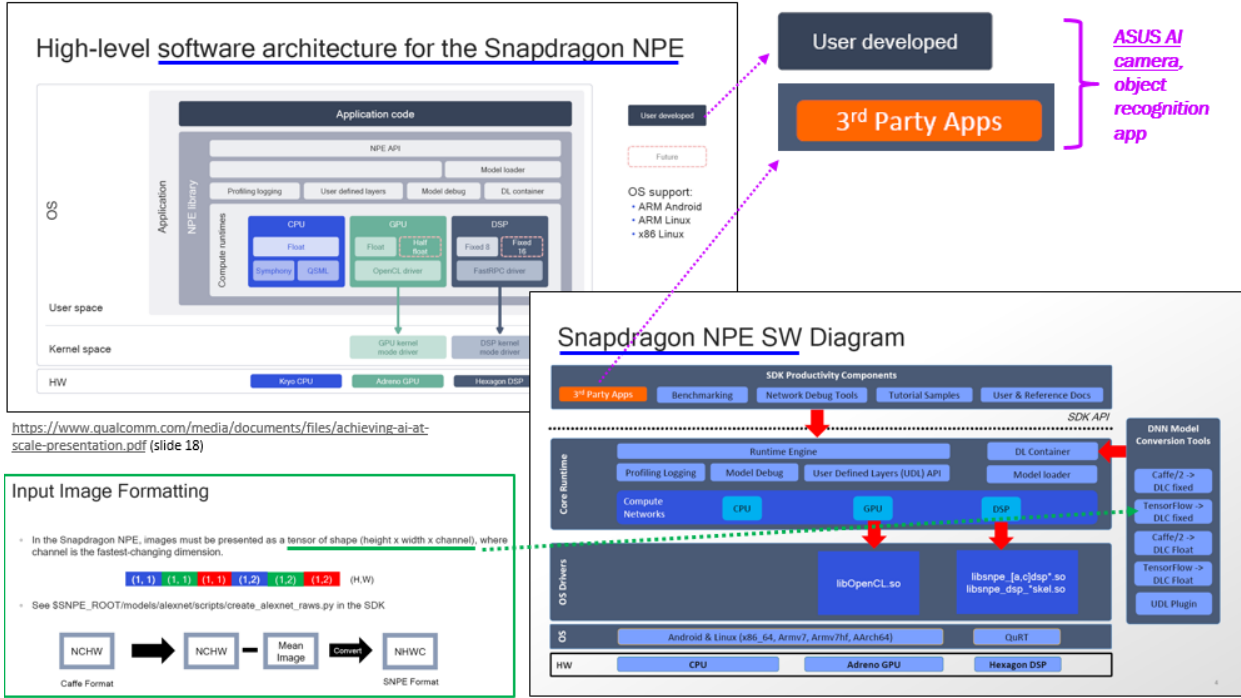 High-level software architecture for the Snapdragon NPE
OS
Application
Application code
NPE library
NPE API
Model loader
Profiling logging
User defined layers
Model debug
DL container
Compute runtimes
CPU
Float
Symphony
QSML
GPU
Float
Half float
OpenCL driver
DSP
Fixed 8
Fixed 16
FastRPC driver
User space
Kernel space
GPU kernel
mode driver
DSP kernel
mode driver
HW
Kryo CPU
Adreno GPU
Hexagon DSP
User developed
Future
OS support:
• ARM Android
• ARM Linux
• x86 Linux
User developed
3rd Party Apps
ASUS AI
camera,
object
recognition
app
https://www.qualcomm.com/media/documents/files/achieving-ai-at-
scale-presentation.pdf (slide 18)
Input Image Formatting
In the Snapdragon NPE, images must be presented as a tensor of shape (height x width x channel), where
channel is the fastest-changing dimension.
(1, 1) (1, 1) (1, 1) (1,2) (1,2) (1,2) (H,W)
See $SNPE_ROOT/models/alexnet/scripts/create_alexnet_raws.py in the SDK
NCHW
Caffe Format
NCHW
Mean
Image
Convert
NHWC
SNPE Format
Snapdragon NPE SW Diagram
SDK Productivity Components
3rd Party Apps
Benchmarking
Network Debug Tools
Tutorial Samples
User & Reference Docs
SDK API
Core Runtime
Runtime Engine
DL Container
Profiling Logging
Model Debug
User Defined Layers (UDL) API
Model loader
Compute
Networks
CPU
GPU
DSP
OS Drivers
libOpenCL.so
libsnpe_[a,c]dsp*.so
libsnpe_dsp_*skel.so
OS
Android & Linux (x86_64, Armv7, Armv7hf, AArch64)
QuRT
HW
CPU
Adreno GPU
Hexagon DSP
DNN Model
Conversion Tools
Caffe/2 ->
DLC fixed
TensorFlow ->
DLC fixed
Caffe/2 ->
DLC Float
TensorFlow ->
DLC Float
UDL Plugin
4